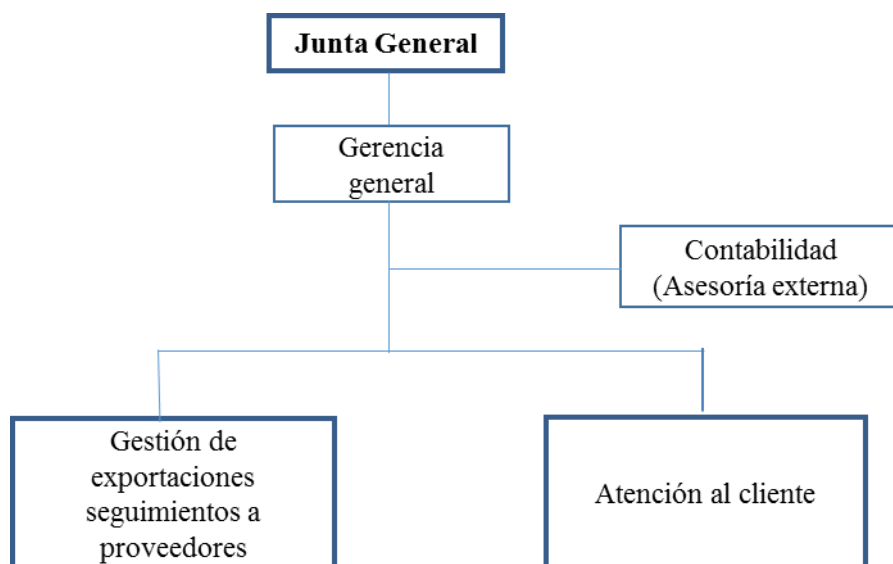 Junta General
Gerencia
general
Contabilidad
(Asesoría externa)
Gestión de
exportaciones
seguimientos a
proveedores
Atención al cliente